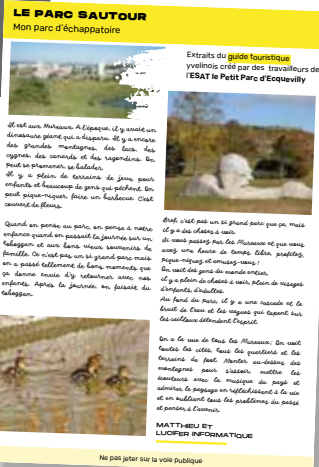 LE PARC SAUTOUR
Mon parc d'échappatoire
Extraits du guide touristique
yvelinois créé par des travailleurs de
l'ESAT le Petit Parc d'Ecquevilly
Il est aux Mureaux. A l'époque, il y avait un
dinosaure géant qui a disparu. Il y a encore
des grandes montagnes, des lacs, des
cygnes, des canards et des ragondins. On
peut se promener, se balader.
Il y a plein de terrains de jeux pour
enfants et beaucoup de gens qui pêchent. On
peut pique-niquer, faire un barbecue. C'est
couvert de fleurs.
Quand on pense au parc, on pense à notre
enfance quand on passait la journée sur un
toboggan et aux bons vieux souvenirs de
famille. Ce n'est pas un si grand parc mais
on a passé tellement de bons moments que
ça donne envie d'y retourner avec nos
enfants. Après la journée on faisait du
toboggan.
Bref, c'est pas un si grand parc que ça, mais
il y a des choses à voir.
Si vous passez par les Mureaux et que vous
avez une heure de temps libre, profitez,
pique-niquez et amusez-vous !
On voit des gens du monde entier,
il y a plein de choses à voir, plein de visages
d'enfants, d'adultes.
Au fond du parc, il y a une cascade et le
bruit de l'eau et les vagues qui tapent sur
les cailloux détendent l'esprit.
On a la vue de tous les Mureaux ; On voit
toutes les cités, tous les quartiers et les
terrains de foot. Monter au-dessus des
montagnes pour s'assoir, mettre les
écouteurs avec la musique du pays et
admirer la paysage en réfléchissant à la vie
et en oubliant tous les problèmes du passé
et penser à l'avenir.
MATTHIEU ET
LUCIFER INFORMATIQUE
Ne pas jeter sur la voie publique